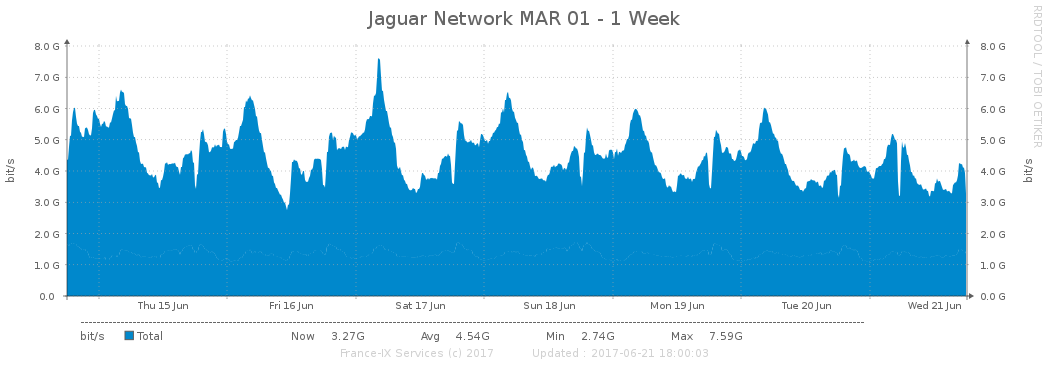 Jaguar Network MAR 01 - 1 Week
RRDTOOL / TOBI OETIKER
bit/s
8.0 G 8.0 G
7.0 G 7.0 G
6.0 G 6.0 G
5.0 G 5.0 G
4.0 G 4.0 G
3.0 G 3.0 G
2.0 G 2.0 G
1.0 G 1.0 G
0.0 0.0 G
bit/s
Thu 15 Jun Fri 16 Jun Sat 17 Jun Sun 18 Jun Mon 19 Jun Tue 20 Jun Wed 21 Jun
bit/s Total Now 3.27G Avg 4.54G Min 2.74G Max 7.59G
France-IX Services (c) 2017 Updated : 2017-06-21 18:00:03